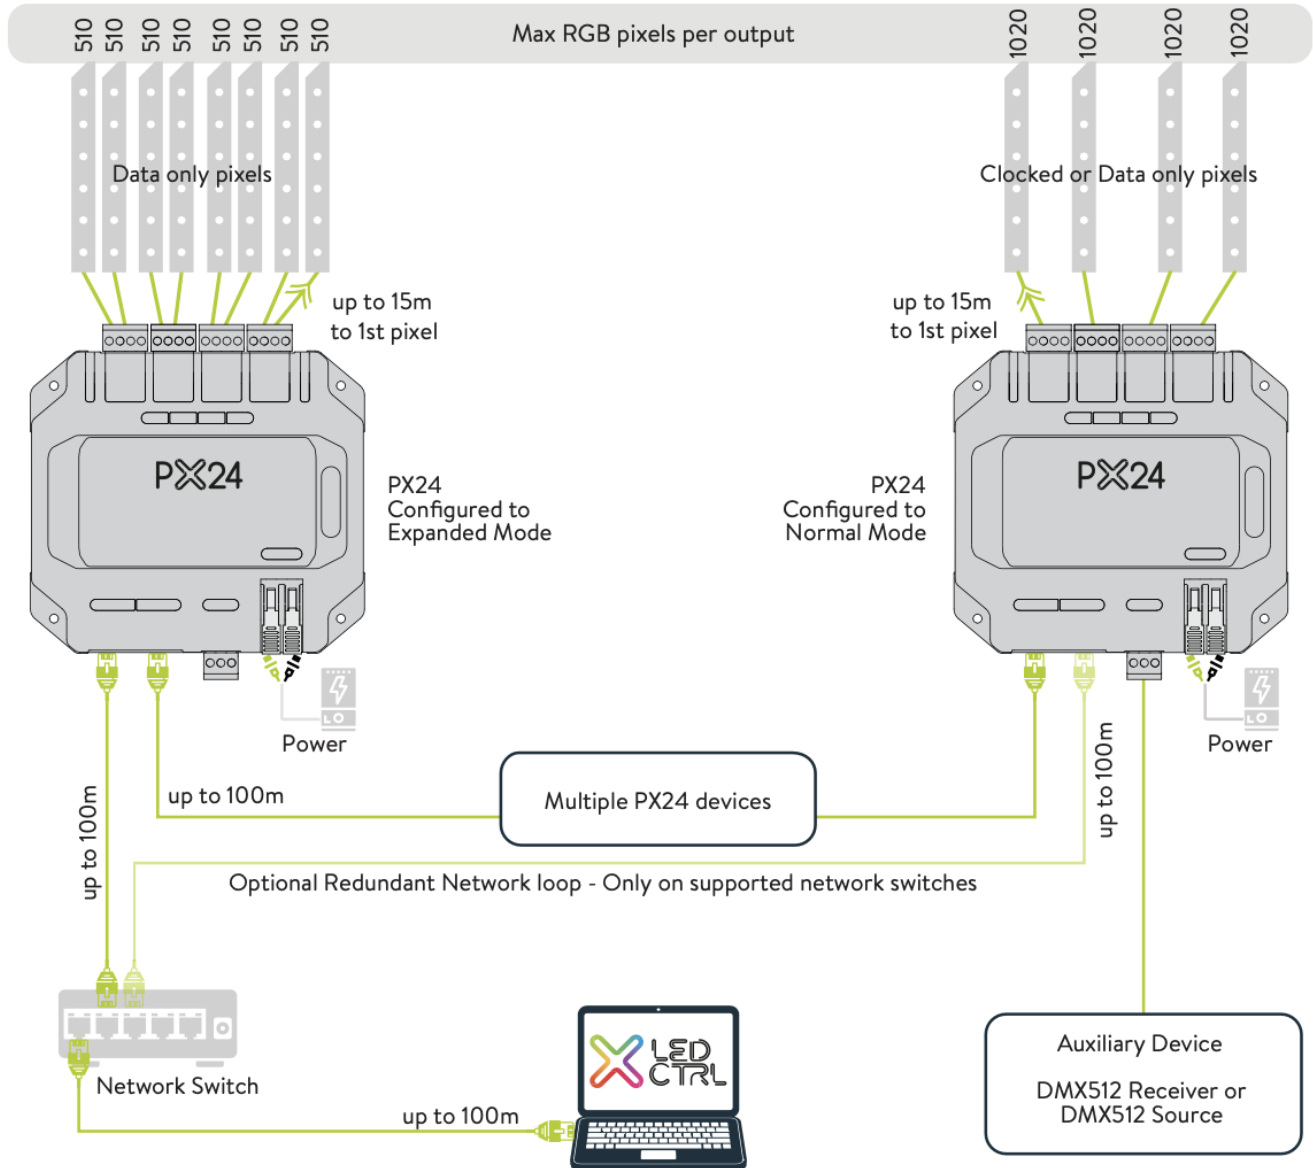 510 510 510 510 510 510 510 510
Max RGB pixels per output
1020 1020 1020 1020
Data only pixels
Clocked or Data only pixels
up to 15m
to 1st pixel
up to 15m
to 1st pixel
PX24
PX24
Configured to
Expanded Mode
PX24
Configured to
Normal Mode
PX24
LO
Power
LO
Power
up to 100m
up to 100m
Multiple PX24 devices
up to 100m
Optional Redundant Network loop - Only on supported network switches
Network Switch
up to 100m
LED
CTRL
Auxiliary Device
DMX512 Receiver or
DMX512 Source